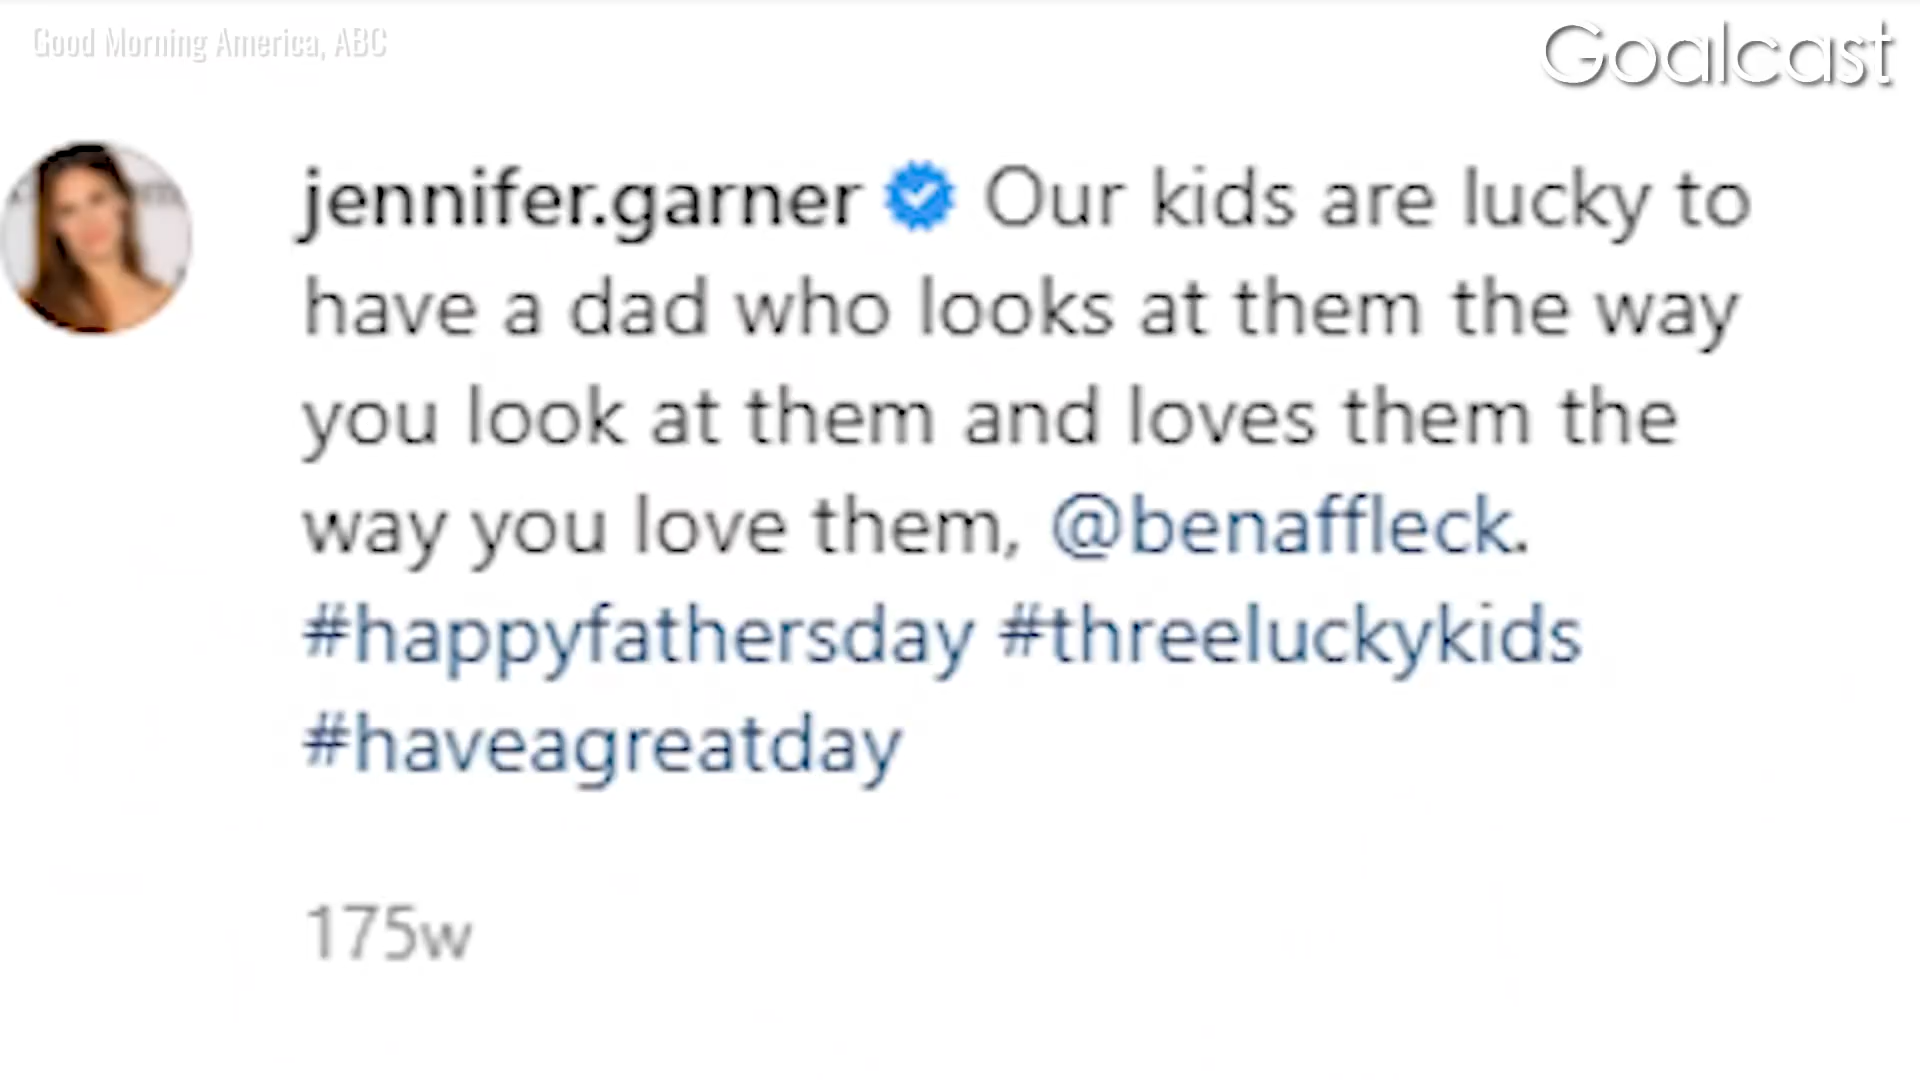 Good Morning America, ABC
Goalcast
jennifer.garner Our kids are lucky to
have a dad who looks at them the way
you look at them and loves them the
way you love them, @benaffleck.
#happyfathersday #threeluckykids
#haveagreatday
175w